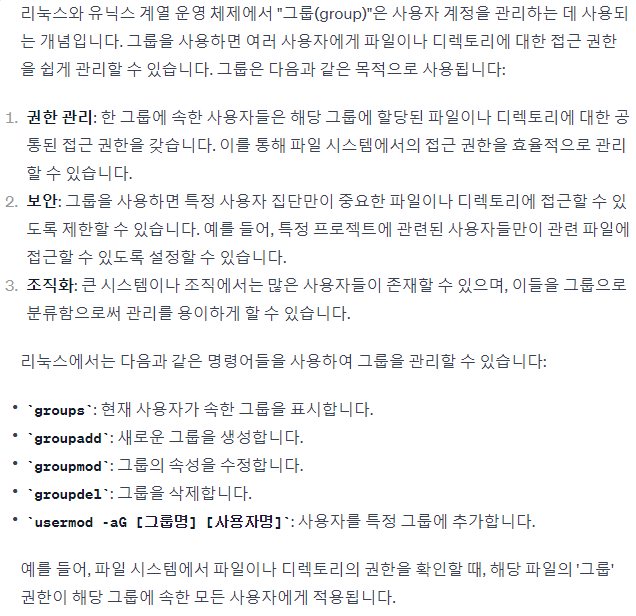 리눅스와 유닉스 계열 운영 체제에서 "그룹(group)"은 사용자 계정을 관리하는 데 사용되
는 개념입니다. 그룹을 사용하면 여러 사용자에게 파일이나 디렉토리에 대한 접근 권한
을 쉽게 관리할 수 있습니다. 그룹은 다음과 같은 목적으로 사용됩니다:
1. 권한 관리: 한 그룹에 속한 사용자들은 해당 그룹에 할당된 파일이나 디렉토리에 대한 공
통된 접근 권한을 갖습니다. 이를 통해 파일 시스템에서의 접근 권한을 효율적으로 관리
할 수 있습니다.
2. 보안: 그룹을 사용하면 특정 사용자 집단만이 중요한 파일이나 디렉토리에 접근할 수 있
도록 제한할 수 있습니다. 예를 들어, 특정 프로젝트에 관련된 사용자들만이 관련 파일에
접근할 수 있도록 설정할 수 있습니다.
3. 조직화: 큰 시스템이나 조직에서는 많은 사용자들이 존재할 수 있으며, 이들을 그룹으로
분류함으로써 관리를 용이하게 할 수 있습니다.
리눅스에서는 다음과 같은 명령어들을 사용하여 그룹을 관리할 수 있습니다:
• `groups`: 현재 사용자가 속한 그룹을 표시합니다.
• `groupadd`: 새로운 그룹을 생성합니다.
• `groupmod`: 그룹의 속성을 수정합니다.
• `groupdel`: 그룹을 삭제합니다.
• `usermod -aG [그룹명] [사용자명]`: 사용자를 특정 그룹에 추가합니다.
예를 들어, 파일 시스템에서 파일이나 디렉토리의 권한을 확인할 때, 해당 파일의 '그룹'
권한이 해당 그룹에 속한 모든 사용자에게 적용됩니다.